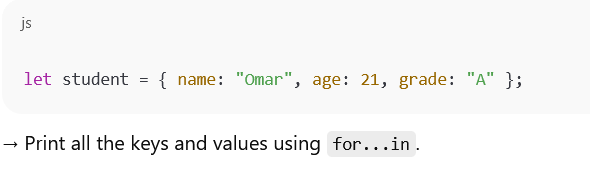 js
let student = { name: "Omar", age: 21, grade: "A" };
→ Print all the keys and values using for...in.